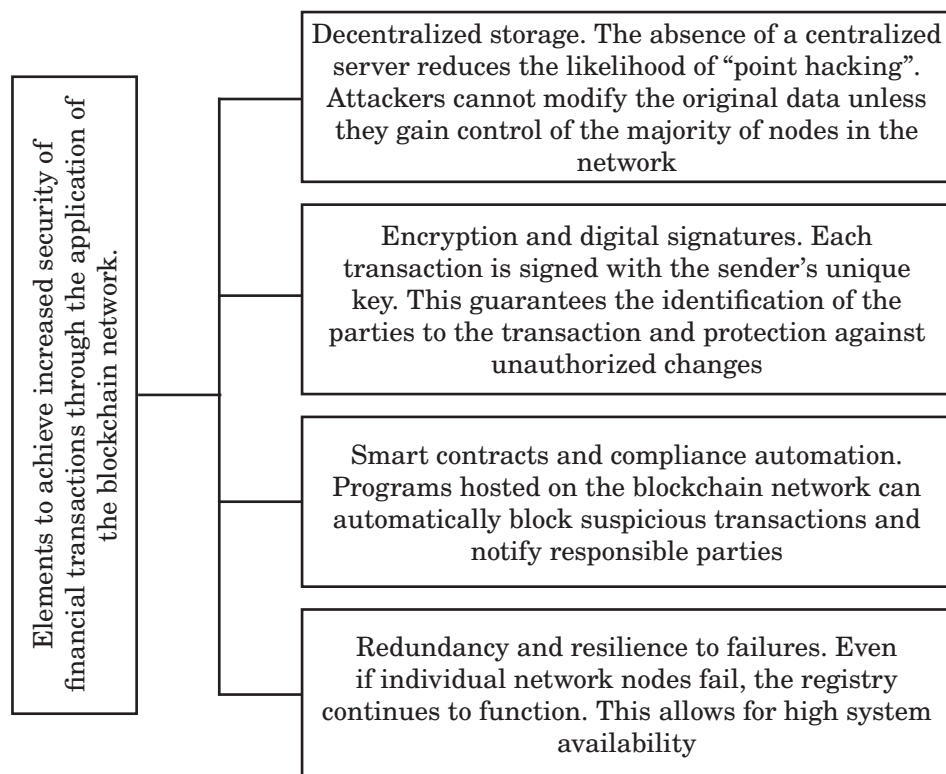 Elements to achieve increased security of
financial transactions through the application of
the blockchain network.
Decentralized storage. The absence of a centralized
server reduces the likelihood of “point hacking”.
Attackers cannot modify the original data unless
they gain control of the majority of nodes in the
network
Encryption and digital signatures. Each
transaction is signed with the sender’s unique
key. This guarantees the identification of the
parties to the transaction and protection against
unauthorized changes
Smart contracts and compliance automation.
Programs hosted on the blockchain network can
automatically block suspicious transactions and
notify responsible parties
Redundancy and resilience to failures. Even
if individual network nodes fail, the registry
continues to function. This allows for high system
availability